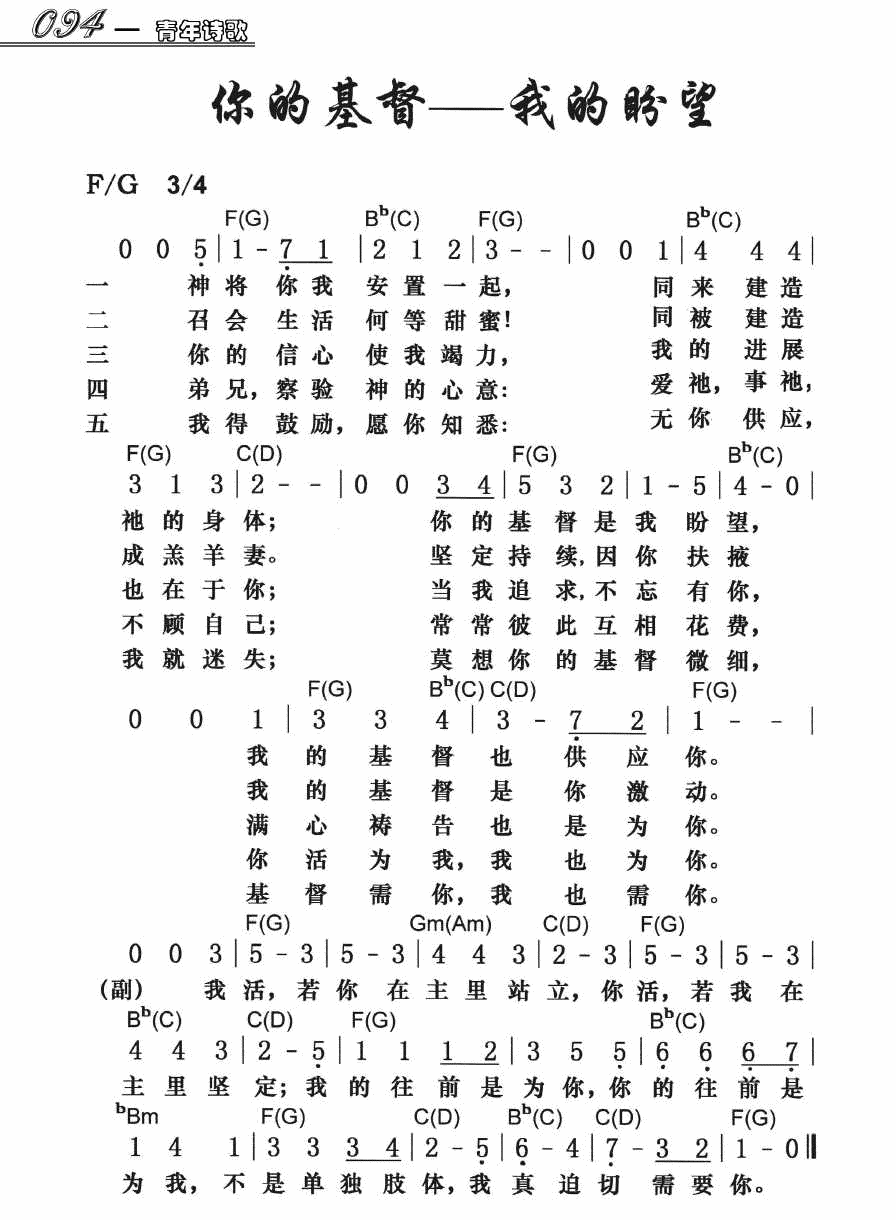 094 — 青年诗歌
你的基督——我的盼望
F/G 3/4
F(G) B♭(C) F(G) B♭(C)
0 0 5̣ | 1 - 7̣ 1 | 2 1 2 | 3 - - | 0 0 1 | 4 4 4 |
一 神将你我安置一起， 同来建造
二 召会生活何等甜蜜！ 同被建造
三 你的信心使我竭力， 我的进展
四 弟兄，察验神的心意： 爱祂，事祂，
五 我得鼓励，愿你知悉： 无你供应，
F(G) C(D) F(G) B♭(C)
3 1 3 | 2 - - | 0 0 3 4 | 5 3 2 | 1 - 5 | 4 - 0 |
祂的身体； 你的基督是我盼望，
成羔羊妻。 坚定持续，因你扶掖
也在于你； 当我追求，不忘有你，
不顾自己； 常常彼此互相花费，
我就迷失； 莫想你的基督微细，
F(G) B♭(C) C(D) F(G)
0 0 1 | 3 3 4 | 3 - 7̣ 2 | 1 - - |
我的基督也供应你。
我的基督是你激动。
满心祷告也是为你。
你活为我，我也为你。
基督需你，我也需你。
F(G) Gm(Am) C(D) F(G)
0 0 3 | 5 - 3 | 5 - 3 | 4 4 3 | 2 - 3 | 5 - 3 | 5 - 3 |
(副) 我活，若你在主里站立，你活，若我在
B♭(C) C(D) F(G) B♭(C)
4 4 3 | 2 - 5̣ | 1 1 1 2 | 3 5 5̣ | 6̣ 6̣ 6̣ 7̣ |
主里坚定；我的往前是为你，你的往前是
♭Bm F(G) C(D) B♭(C) C(D) F(G)
1 4 1 | 3 3 3 4 | 2 - 5̣ | 6̣ - 4 | 7̣ - 3 2 | 1 - 0 ‖
为我，不是单独肢体，我真迫切需要你。